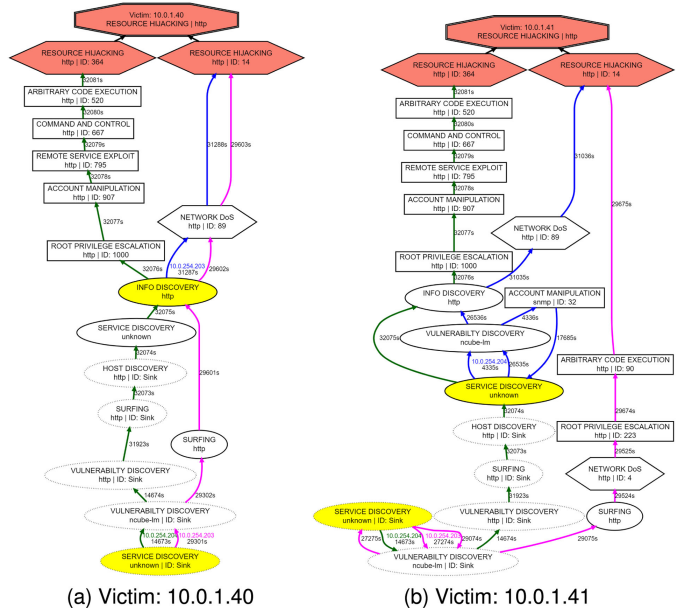 Victim: 10.0.1.40
RESOURCE HIJACKING | http
RESOURCE HIJACKING
http | ID: 364
RESOURCE HIJACKING
http | ID: 14
32081s
ARBITRARY CODE EXECUTION
http | ID: 520
32080s
COMMAND AND CONTROL
http | ID: 667
32079s
31288s
29603s
REMOTE SERVICE EXPLOIT
http | ID: 795
32078s
ACCOUNT MANIPULATION
http | ID: 907
32077s
NETWORK DoS
http | ID: 89
ROOT PRIVILEGE ESCALATION
http | ID: 1000
32076s
10.0.254.203
31287s
29602s
INFO DISCOVERY
http
32075s
SERVICE DISCOVERY
unknown
32074s
HOST DISCOVERY
http | ID: Sink
29601s
32073s
SURFING
http | ID: Sink
31923s
SURFING
http
VULNERABILTY DISCOVERY
http | ID: Sink
14674s
29302s
VULNERABILTY DISCOVERY
ncube-lm | ID: Sink
10.0.254.204
14673s
10.0.254.203
29301s
SERVICE DISCOVERY
unknown | ID: Sink
(a) Victim: 10.0.1.40
Victim: 10.0.1.41
RESOURCE HIJACKING | http
RESOURCE HIJACKING
http | ID: 364
RESOURCE HIJACKING
http | ID: 14
32081s
ARBITRARY CODE EXECUTION
http | ID: 520
32080s
COMMAND AND CONTROL
http | ID: 667
32079s
31036s
REMOTE SERVICE EXPLOIT
http | ID: 795
32078s
29675s
ACCOUNT MANIPULATION
http | ID: 907
32077s
NETWORK DoS
http | ID: 89
ROOT PRIVILEGE ESCALATION
http | ID: 1000
32076s
31035s
INFO DISCOVERY
http
ACCOUNT MANIPULATION
snmp | ID: 32
26536s
4336s
32075s
VULNERABILTY DISCOVERY
ncube-lm
17685s
10.0.254.204
4335s
26535s
ARBITRARY CODE EXECUTION
http | ID: 90
SERVICE DISCOVERY
unknown
32074s
29674s
HOST DISCOVERY
http | ID: Sink
ROOT PRIVILEGE ESCALATION
http | ID: 223
32073s
29525s
SURFING
http | ID: Sink
NETWORK DoS
http | ID: 4
31923s
29524s
SERVICE DISCOVERY
unknown | ID: Sink
VULNERABILTY DISCOVERY
http | ID: Sink
SURFING
http
27275s
10.0.254.204
14673s
10.0.254.203
27274s
29074s
14674s
29075s
VULNERABILTY DISCOVERY
ncube-lm | ID: Sink
(b) Victim: 10.0.1.41